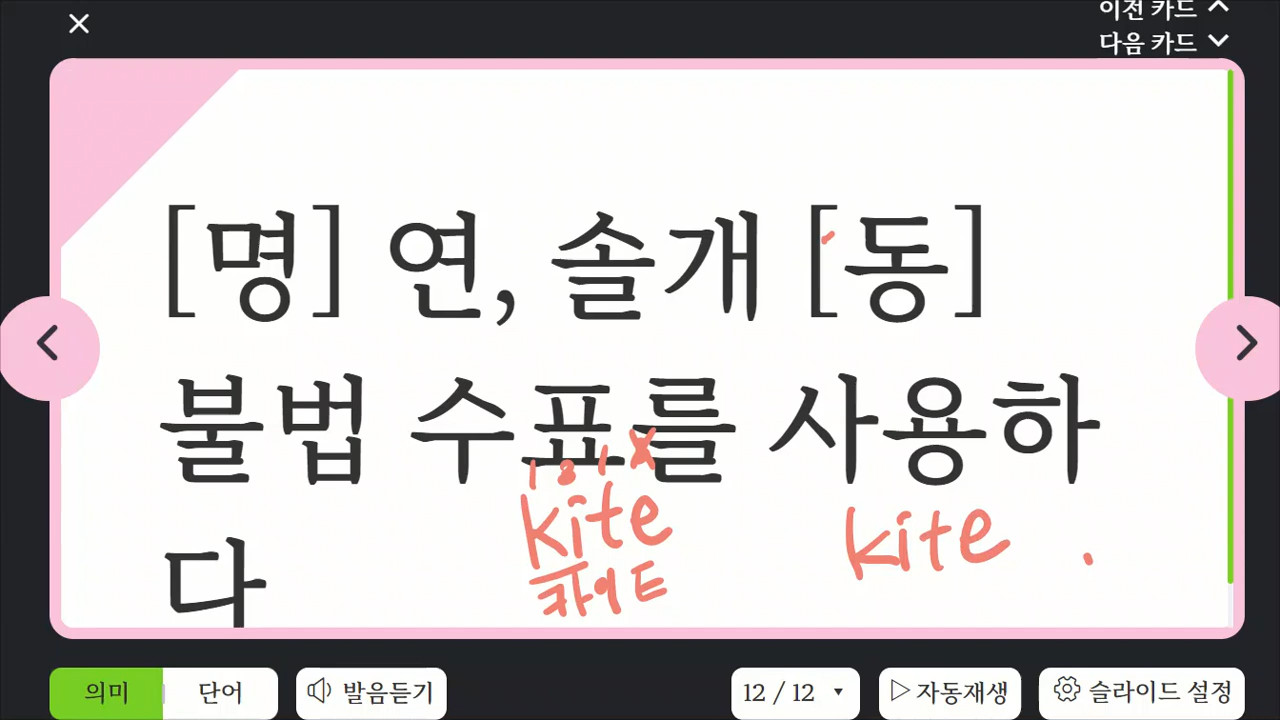 이전 카드
다음 카드
[명] 연, 솔개 [동]
불법 수표를 사용하
다
kite
카이트
kite
의미
단어
발음듣기
12 / 12
자동재생
슬라이드 설정